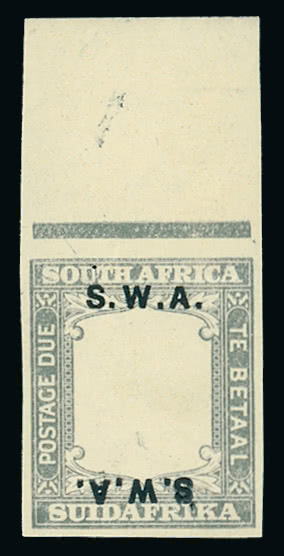 SOUTH AFRICA
S.W.A.
POSTAGE DUE
TE BETAAL
S.W.A.
SUIDAFRIKA